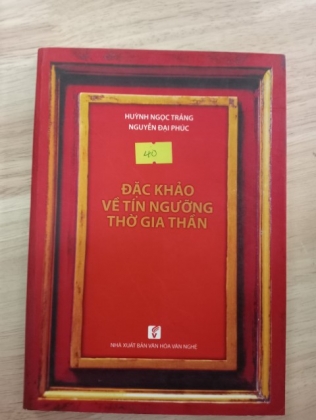 HUỲNH NGỌC TRẢNG
NGUYỄN ĐẠI PHÚC
40
ĐẶC KHẢO
VỀ TÍN NGƯỠNG
THỜ GIA THẦN
NHÀ XUẤT BẢN VĂN HÓA VĂN NGHỆ